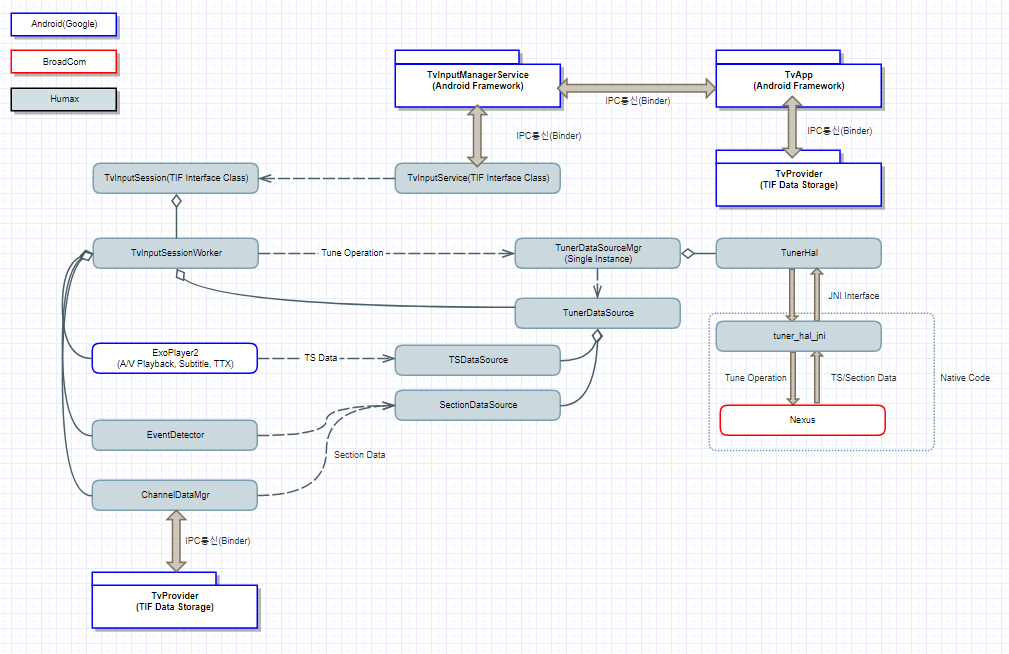 Android(Google)
BroadCom
Humax
TvInputManagerService
(Android Framework)
IPC통신(Binder)
TvApp
(Android Framework)
IPC통신(Binder)
IPC통신(Binder)
TvProvider
(TIF Data Storage)
TvInputSession(TIF Interface Class)
TvInputService(TIF Interface Class)
TvInputSessionWorker
Tune Operation
TunerDataSourceMgr
(Single Instance)
TunerHal
JNI Interface
TunerDataSource
tuner_hal_jni
ExoPlayer2
(A/V Playback, Subtitle, TTX)
TS Data
TSDataSource
Tune Operation
TS/Section Data
Native Code
SectionDataSource
Nexus
EventDetector
Section Data
ChannelDataMgr
IPC통신(Binder)
TvProvider
(TIF Data Storage)